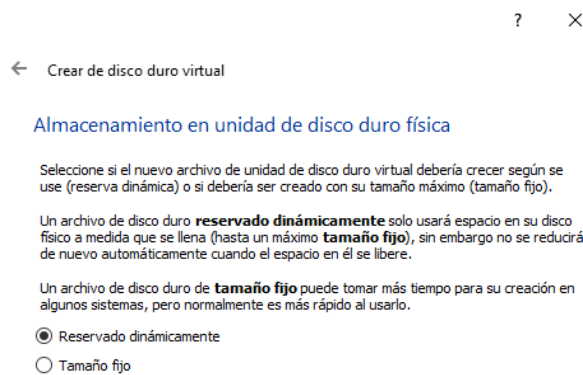 ?
Crear de disco duro virtual
Almacenamiento en unidad de disco duro física
Seleccione si el nuevo archivo de unidad de disco duro virtual debería crecer según se
use (reserva dinámica) o si debería ser creado con su tamaño máximo (tamaño fijo).
Un archivo de disco duro reservado dinámicamente solo usará espacio en su disco
físico a medida que se llena (hasta un máximo tamaño fijo), sin embargo no se reducirá
de nuevo automáticamente cuando el espacio en él se libere.
Un archivo de disco duro de tamaño fijo puede tomar más tiempo para su creación en
algunos sistemas, pero normalmente es más rápido al usarlo.
Reservado dinámicamente
Tamaño fijo